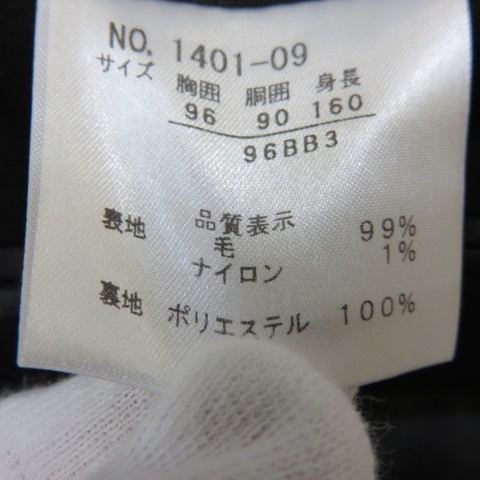 NO. 1401-09
サイズ 胸囲 胴囲 身長
96 90 160
96BB3
品質表示
表地 毛 99%
ナイロン 1%
裏地 ポリエステル 100%